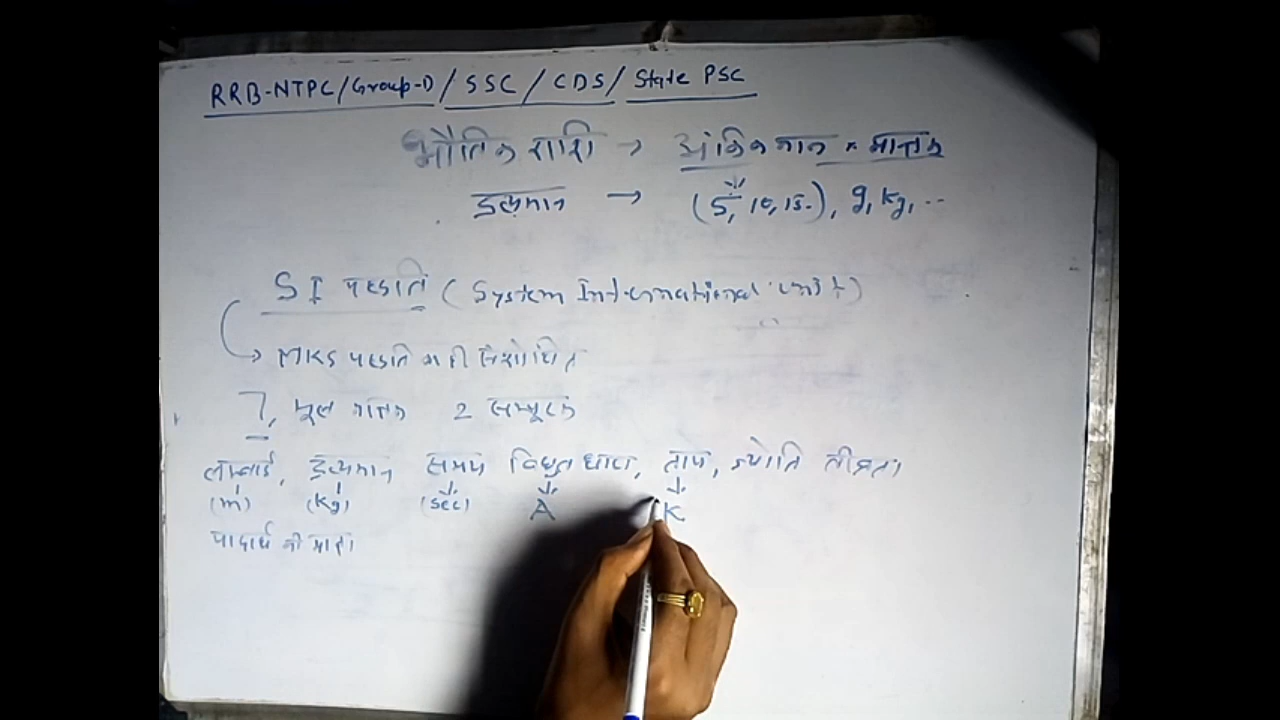 RRB-NTPC/Group-D/SSC/CDS/State PSC
भौतिक राशि → अंकिक मान × मात्रक
द्रव्यमान → (5, 10, 15-), g, kg, --
SI पद्धति (System International Unit)
→ MKS पद्धति का ही संशोधित
7, मूल मात्रक 2 सम्पूरक
लम्बाई, द्रव्यमान समय विद्युत धारा, ताप, ज्योति तीव्रता
(m) (kg) (sec) A K
पादार्थ की मात्रा